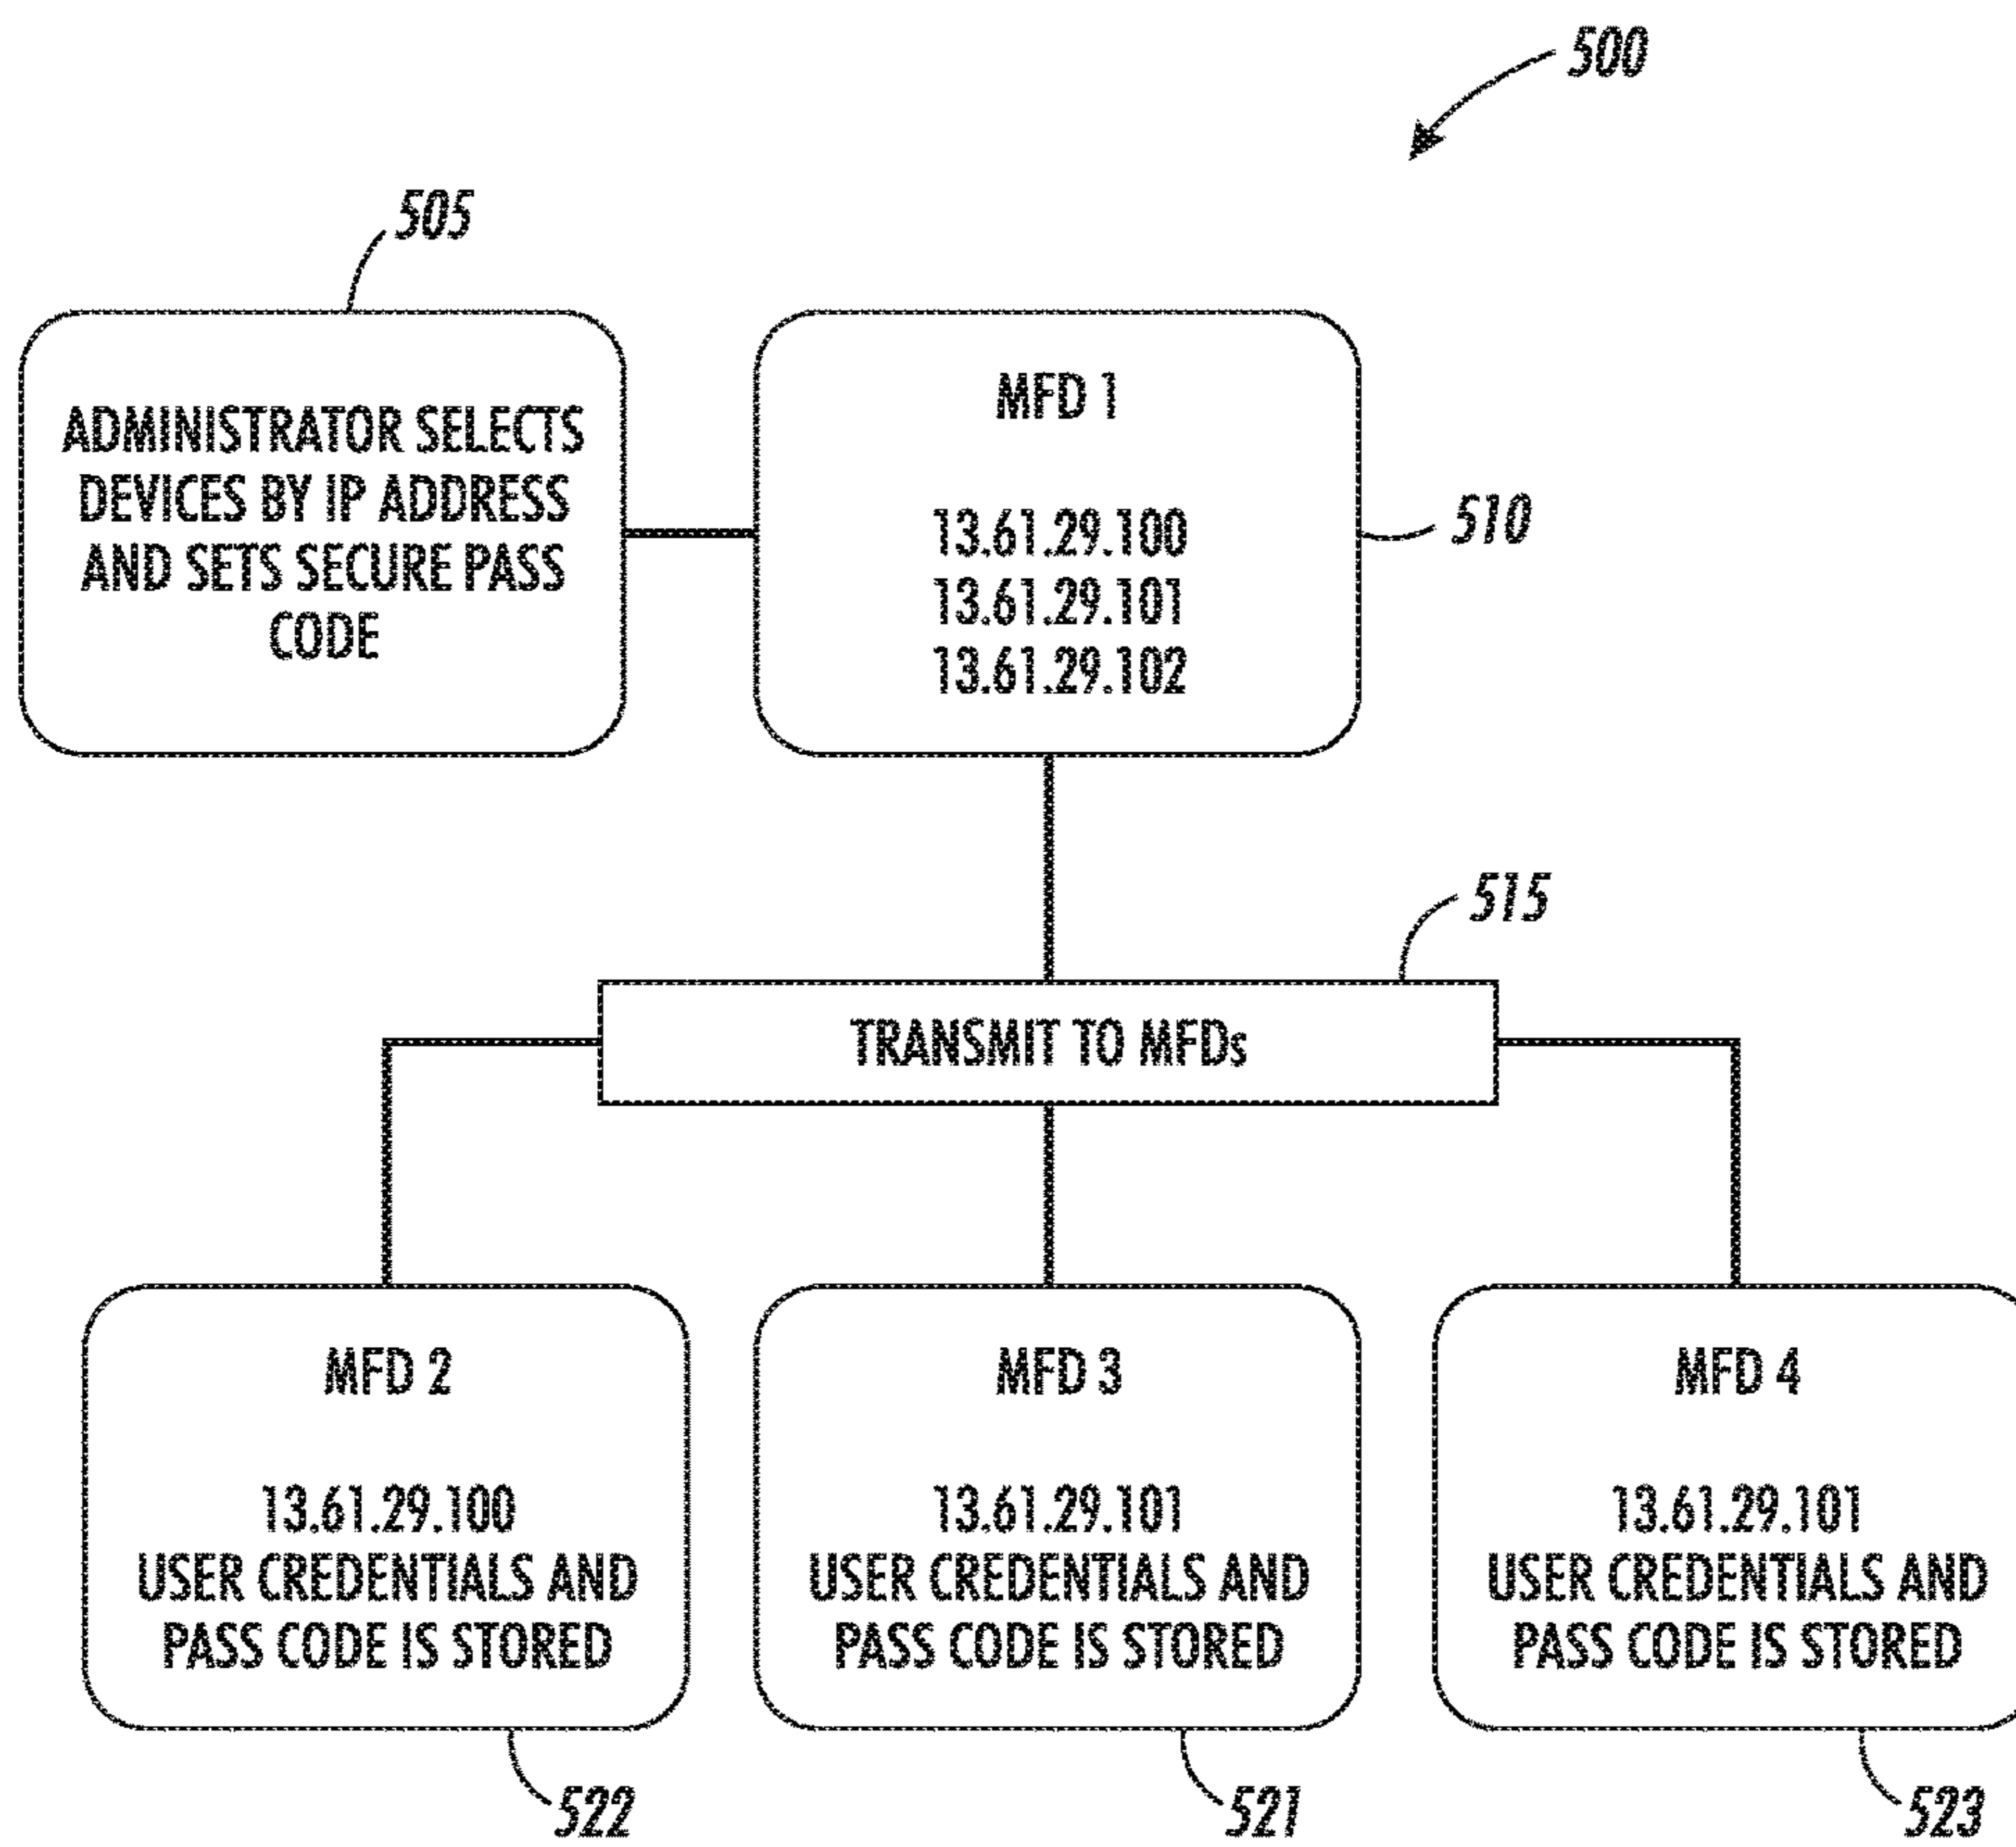 500
505
ADMINISTRATOR SELECTS
DEVICES BY IP ADDRESS
AND SETS SECURE PASS
CODE
MFD 1
13.61.29.100
13.61.29.101
13.61.29.102
510
515
TRANSMIT TO MFDs
MFD 2
13.61.29.100
USER CREDENTIALS AND
PASS CODE IS STORED
522
MFD 3
13.61.29.101
USER CREDENTIALS AND
PASS CODE IS STORED
521
MFD 4
13.61.29.101
USER CREDENTIALS AND
PASS CODE IS STORED
523